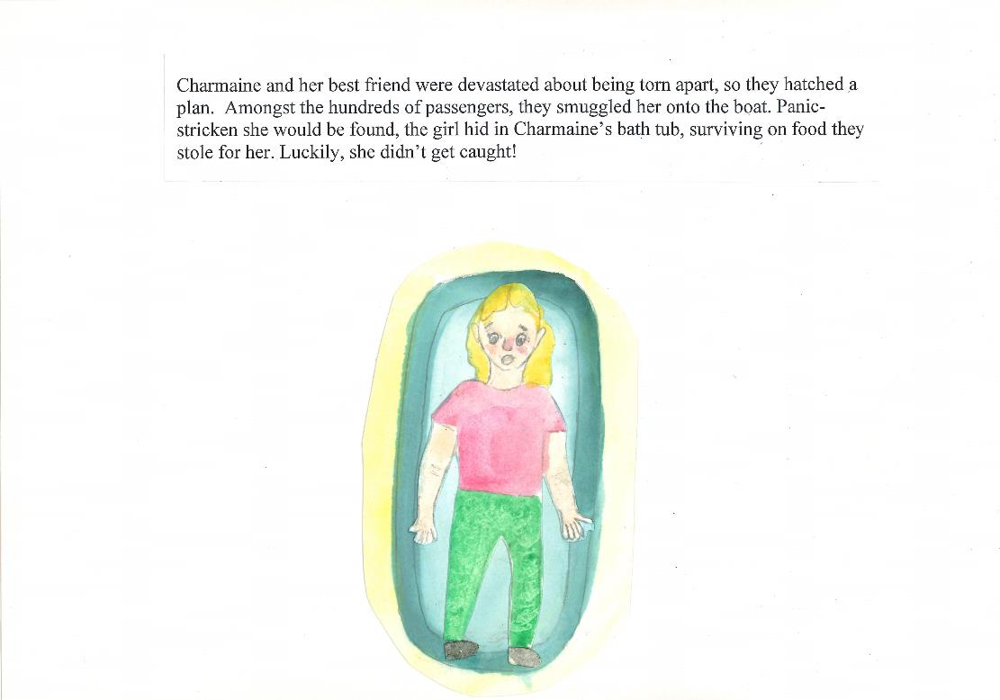 Charmaine and her best friend were devastated about being torn apart, so they hatched a
plan.  Amongst the hundreds of passengers, they smuggled her onto the boat. Panic-
stricken she would be found, the girl hid in Charmaine's bath tub, surviving on food they
stole for her. Luckily, she didn't get caught!